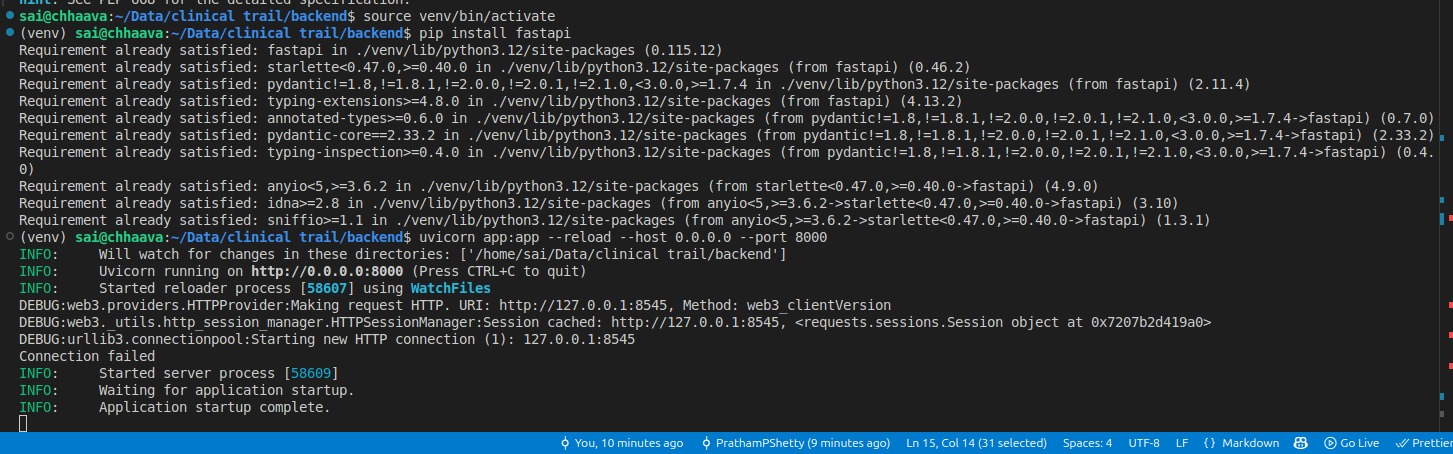 hint: See PEP 668 for the detailed specification.
sai@chhaava:~/Data/clinical trail/backend$ source venv/bin/activate
(venv) sai@chhaava:~/Data/clinical trail/backend$ pip install fastapi
Requirement already satisfied: fastapi in ./venv/lib/python3.12/site-packages (0.115.12)
Requirement already satisfied: starlette<0.47.0,>=0.40.0 in ./venv/lib/python3.12/site-packages (from fastapi) (0.46.2)
Requirement already satisfied: pydantic!=1.8,!=1.8.1,!=2.0.0,!=2.0.1,!=2.1.0,<3.0.0,>=1.7.4 in ./venv/lib/python3.12/site-packages (from fastapi) (2.11.4)
Requirement already satisfied: typing-extensions>=4.8.0 in ./venv/lib/python3.12/site-packages (from fastapi) (4.13.2)
Requirement already satisfied: annotated-types>=0.6.0 in ./venv/lib/python3.12/site-packages (from pydantic!=1.8,!=1.8.1,!=2.0.0,!=2.0.1,!=2.1.0,<3.0.0,>=1.7.4->fastapi) (0.7.0)
Requirement already satisfied: pydantic-core==2.33.2 in ./venv/lib/python3.12/site-packages (from pydantic!=1.8,!=1.8.1,!=2.0.0,!=2.0.1,!=2.1.0,<3.0.0,>=1.7.4->fastapi) (2.33.2)
Requirement already satisfied: typing-inspection>=0.4.0 in ./venv/lib/python3.12/site-packages (from pydantic!=1.8,!=1.8.1,!=2.0.0,!=2.0.1,!=2.1.0,<3.0.0,>=1.7.4->fastapi) (0.4.
0)
Requirement already satisfied: anyio<5,>=3.6.2 in ./venv/lib/python3.12/site-packages (from starlette<0.47.0,>=0.40.0->fastapi) (4.9.0)
Requirement already satisfied: idna>=2.8 in ./venv/lib/python3.12/site-packages (from anyio<5,>=3.6.2->starlette<0.47.0,>=0.40.0->fastapi) (3.10)
Requirement already satisfied: sniffio>=1.1 in ./venv/lib/python3.12/site-packages (from anyio<5,>=3.6.2->starlette<0.47.0,>=0.40.0->fastapi) (1.3.1)
(venv) sai@chhaava:~/Data/clinical trail/backend$ uvicorn app:app --reload --host 0.0.0.0 --port 8000
INFO:     Will watch for changes in these directories: ['/home/sai/Data/clinical trail/backend']
INFO:     Uvicorn running on http://0.0.0.0:8000 (Press CTRL+C to quit)
INFO:     Started reloader process [58607] using WatchFiles
DEBUG:web3.providers.HTTPProvider:Making request HTTP. URI: http://127.0.0.1:8545, Method: web3_clientVersion
DEBUG:web3._utils.http_session_manager.HTTPSessionManager:Session cached: http://127.0.0.1:8545, <requests.sessions.Session object at 0x7207b2d419a0>
DEBUG:urllib3.connectionpool:Starting new HTTP connection (1): 127.0.0.1:8545
Connection failed
INFO:     Started server process [58609]
INFO:     Waiting for application startup.
INFO:     Application startup complete.
You, 10 minutes ago PrathamPShetty (9 minutes ago) Ln 15, Col 14 (31 selected) Spaces: 4 UTF-8 LF {} Markdown Go Live Prettier